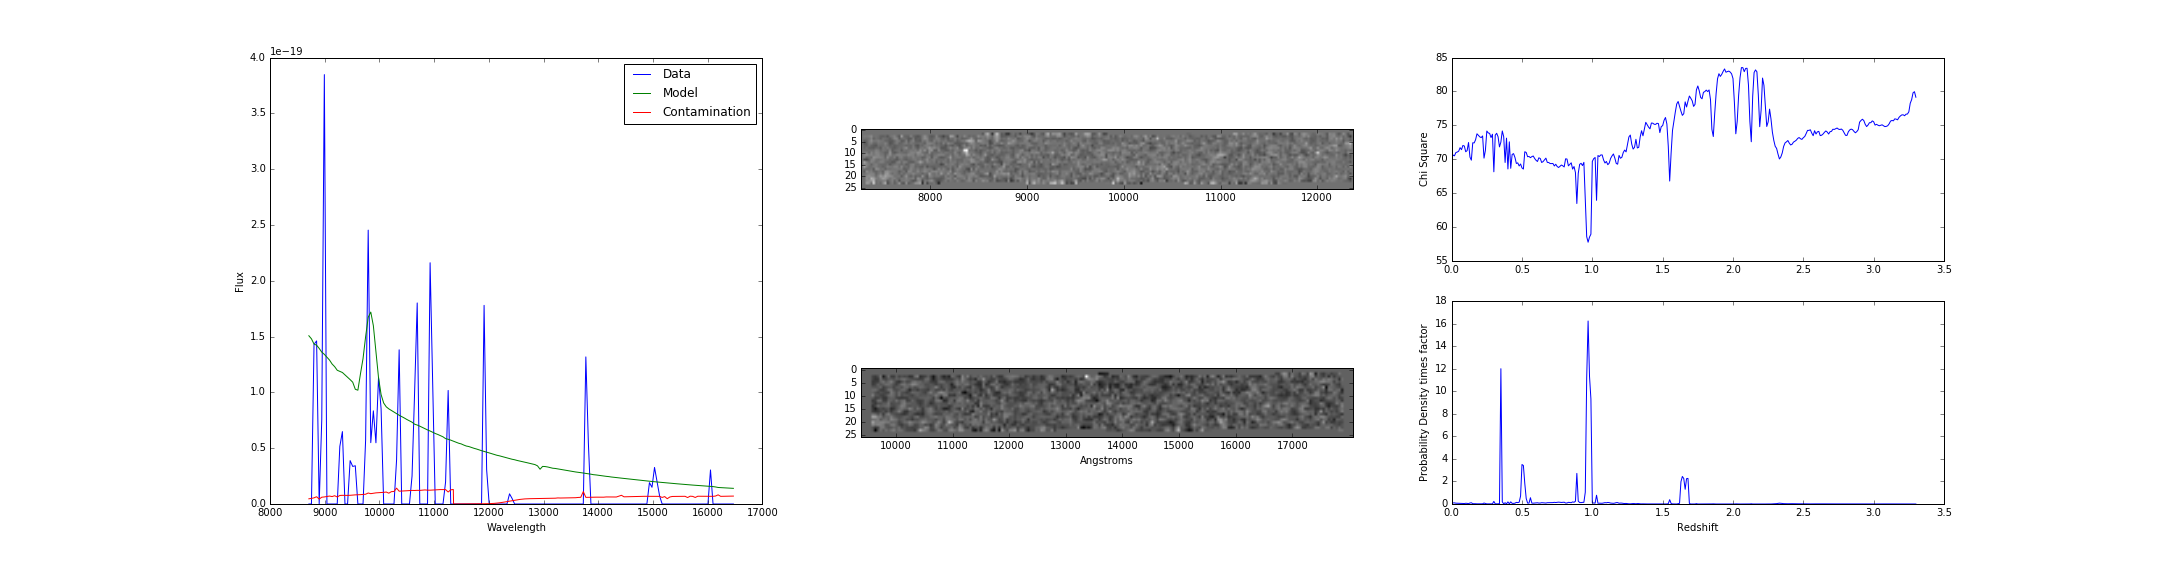 1e−19
4.0
3.5
3.0
2.5
2.0
1.5
1.0
0.5
0.0
Flux
8000 9000 10000 11000 12000 13000 14000 15000 16000 17000
Wavelength
Data
Model
Contamination
0
5
10
15
20
25
8000 9000 10000 11000 12000
0
5
10
15
20
25
10000 11000 12000 13000 14000 15000 16000 17000
Angstroms
85
80
75
70
65
60
55
Chi Square
0.0 0.5 1.0 1.5 2.0 2.5 3.0 3.5
18
16
14
12
10
8
6
4
2
0
Probability Density times factor
0.0 0.5 1.0 1.5 2.0 2.5 3.0 3.5
Redshift